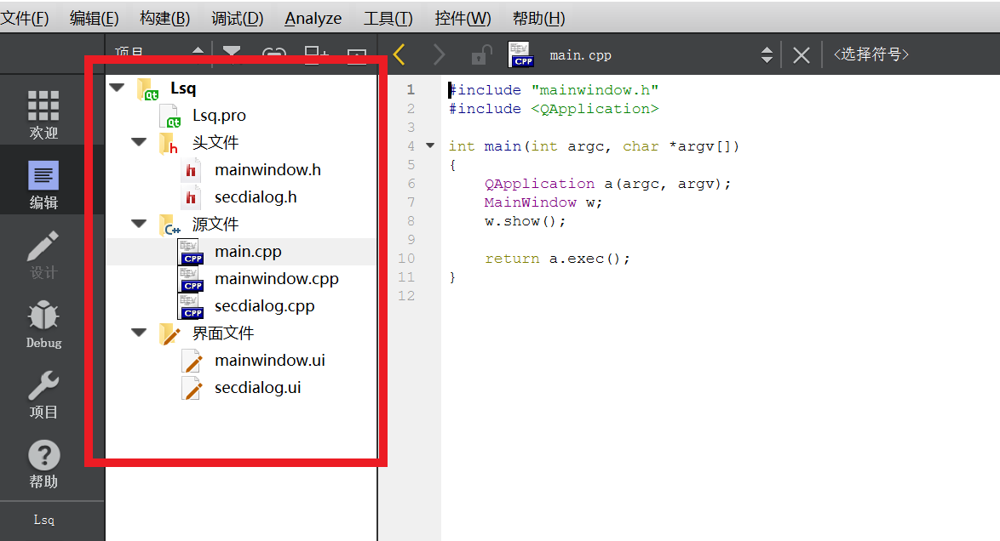 文件(F) 编辑(E) 构建(B) 调试(D) Analyze 工具(T) 控件(W) 帮助(H)
项目
main.cpp
<选择符号>
欢迎
编辑
设计
Debug
项目
帮助
Lsq
Lsq
Lsq.pro
头文件
mainwindow.h
secdialog.h
源文件
main.cpp
mainwindow.cpp
secdialog.cpp
界面文件
mainwindow.ui
secdialog.ui
1 #include "mainwindow.h"
2 #include <QApplication>
3
4 int main(int argc, char *argv[])
5 {
6 QApplication a(argc, argv);
7 MainWindow w;
8 w.show();
9
10 return a.exec();
11 }
12